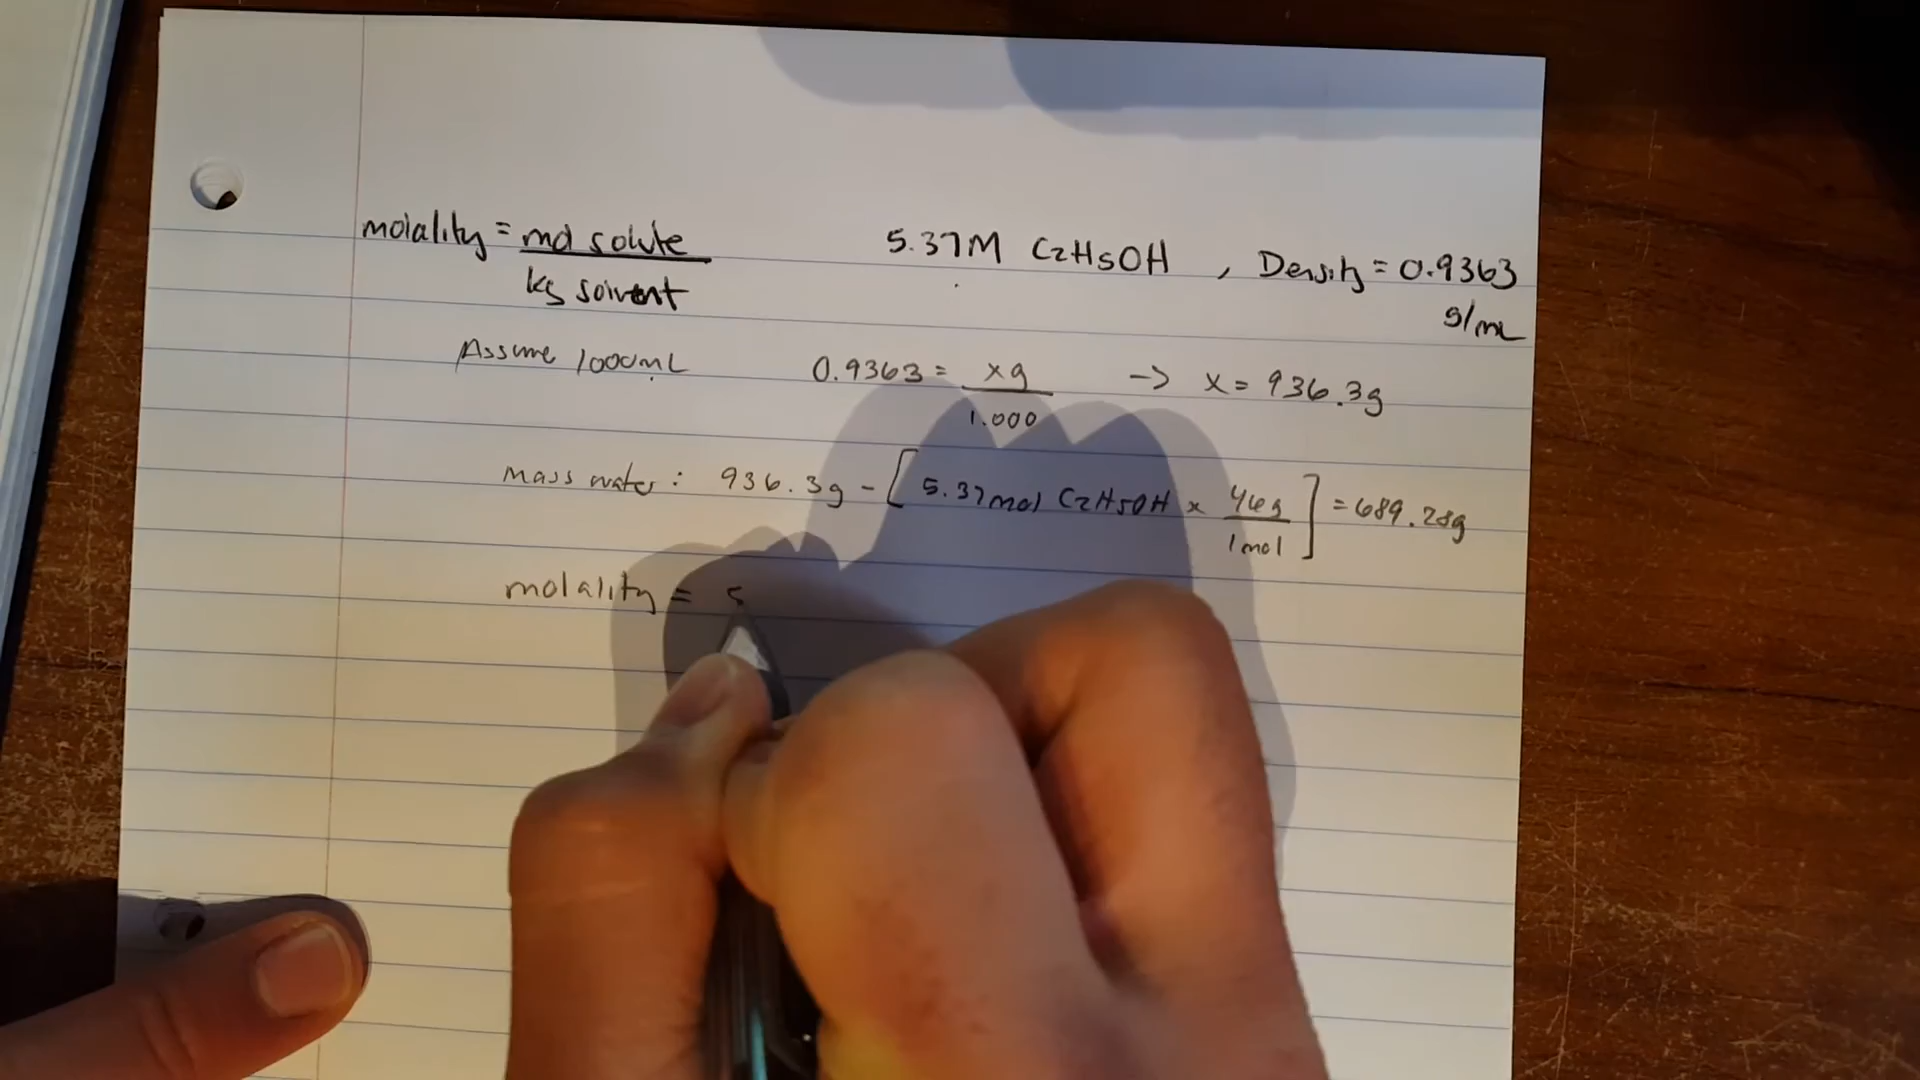 molality = mol solute / kg solvent
5.37M C2H5OH , Density = 0.9363 g/mL
Assume 1000mL 0.9363 = xg / 1.000 -> x = 936.3g
mass water : 936.3g - [ 5.37mol C2H5OH x 46g / 1mol ] = 689.28g
molality = 5